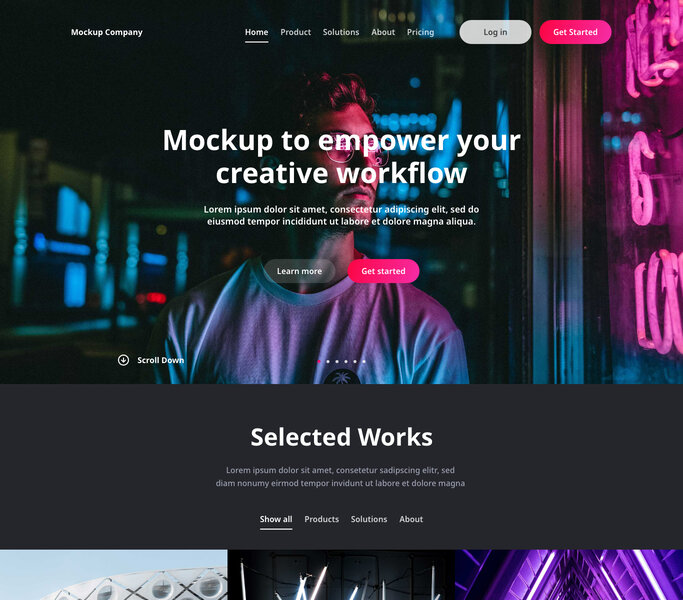 Mockup Company
Home Product Solutions About Pricing
Log in
Get Started
Mockup to empower your
creative workflow
Lorem ipsum dolor sit amet, consectetur adipiscing elit, sed do
eiusmod tempor incididunt ut labore et dolore magna aliqua.
Learn more
Get started
Scroll Down
Selected Works
Lorem ipsum dolor sit amet, consetetur sadipscing elitr, sed
diam nonumy eirmod tempor invidunt ut labore et dolore magna
Show all Products Solutions About